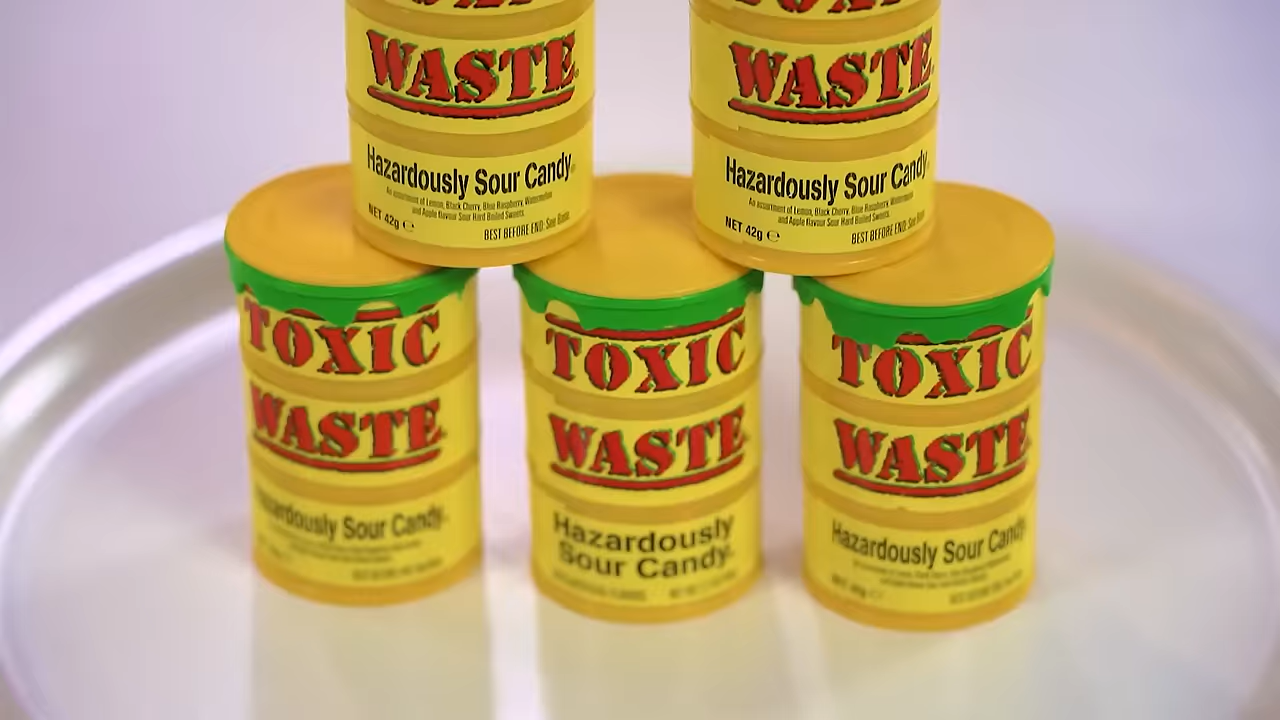 WASTE
Hazardously Sour Candy
An assortment of Lemon, Black Cherry, Blue Raspberry, Watermelon
and Apple flavour Sour Hard Boiled Sweets.
NET 42g ℮
BEST BEFORE END: See Base.
WASTE
Hazardously Sour Candy
An assortment of Lemon, Black Cherry, Blue Raspberry, Watermelon
and Apple flavour Sour Hard Boiled Sweets.
NET 42g ℮
BEST BEFORE END: See Base
TOXIC
WASTE
Hazardously Sour Candy
TOXIC
WASTE
Hazardously
Sour Candy
TOXIC
WASTE
Hazardously Sour Candy